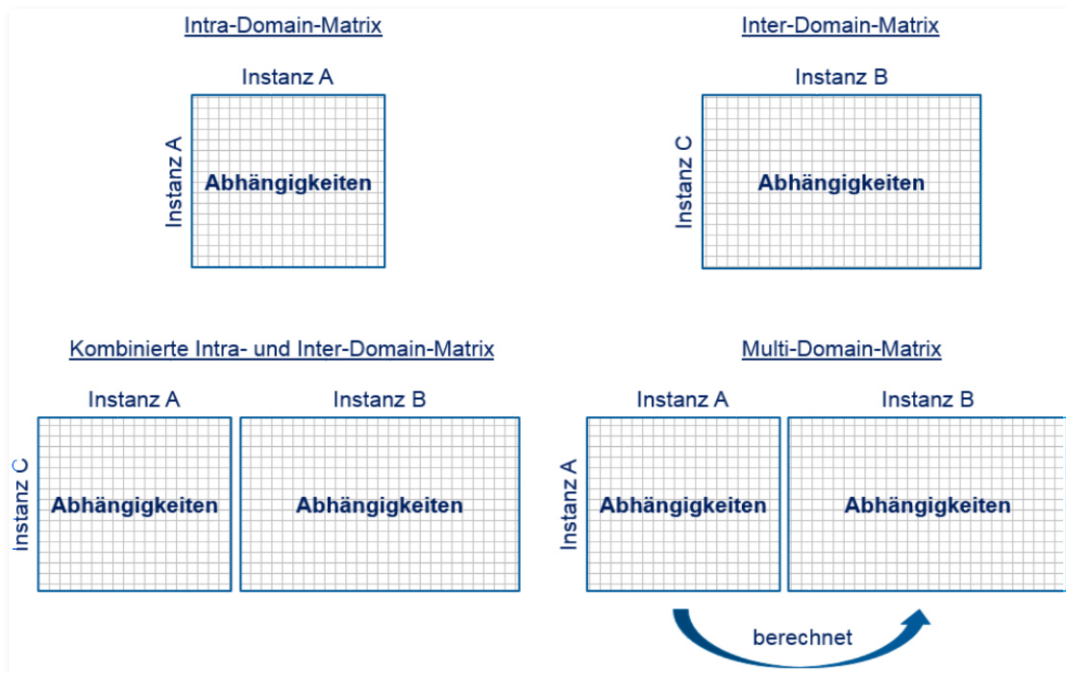 Intra-Domain-Matrix
Instanz A
Instanz A
Abhängigkeiten
Inter-Domain-Matrix
Instanz B
Instanz C
Abhängigkeiten
Kombinierte Intra- und Inter-Domain-Matrix
Instanz A
Instanz B
Instanz C
Abhängigkeiten
Abhängigkeiten
Multi-Domain-Matrix
Instanz A
Instanz B
Instanz A
Abhängigkeiten
Abhängigkeiten
berechnet